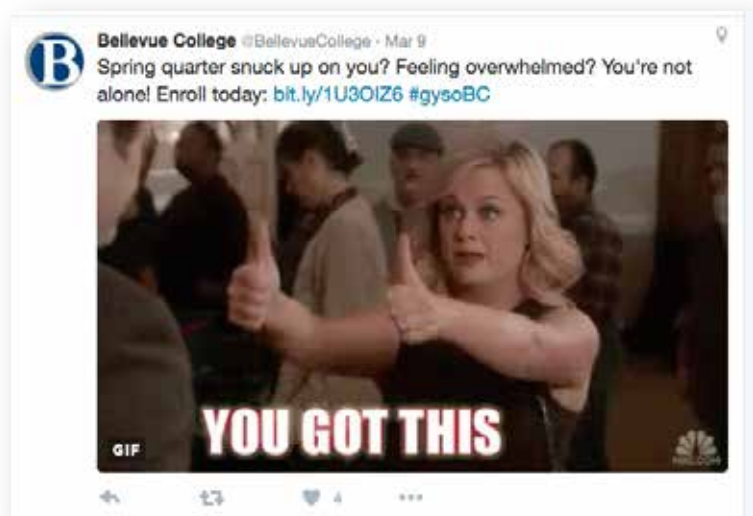 B
Bellevue College @BellevueCollege · Mar 9
Spring quarter snuck up on you? Feeling overwhelmed? You're not
alone! Enroll today: bit.ly/1U3OIZ6 #gysoBC
YOU GOT THIS
GIF
4